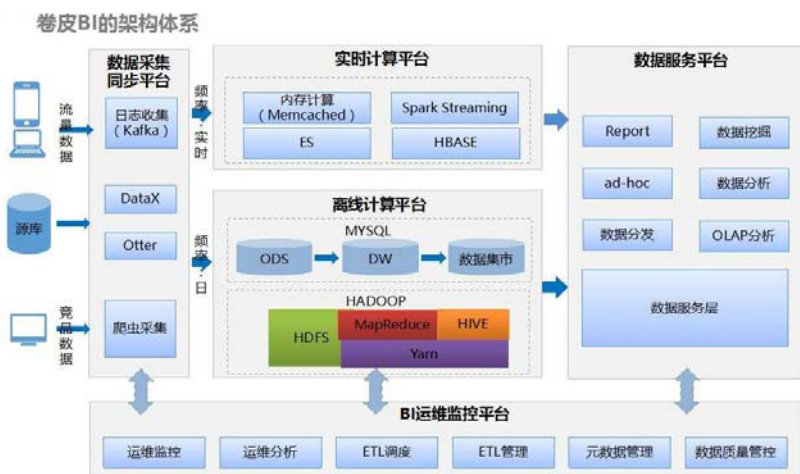 卷皮BI的架构体系
流量数据
源库
竞品数据
数据采集
同步平台
日志收集
（Kafka）
DataX
Otter
爬虫采集
频率：实时
频率：日
实时计算平台
内存计算
（Memcached）
Spark Streaming
ES
HBASE
离线计算平台
MYSQL
ODS
DW
数据集市
HADOOP
HDFS
MapReduce
HIVE
Yarn
数据服务平台
Report
数据挖掘
ad-hoc
数据分析
数据分发
OLAP分析
数据服务层
BI运维监控平台
运维监控
运维分析
ETL调度
ETL管理
元数据管理
数据质量管控